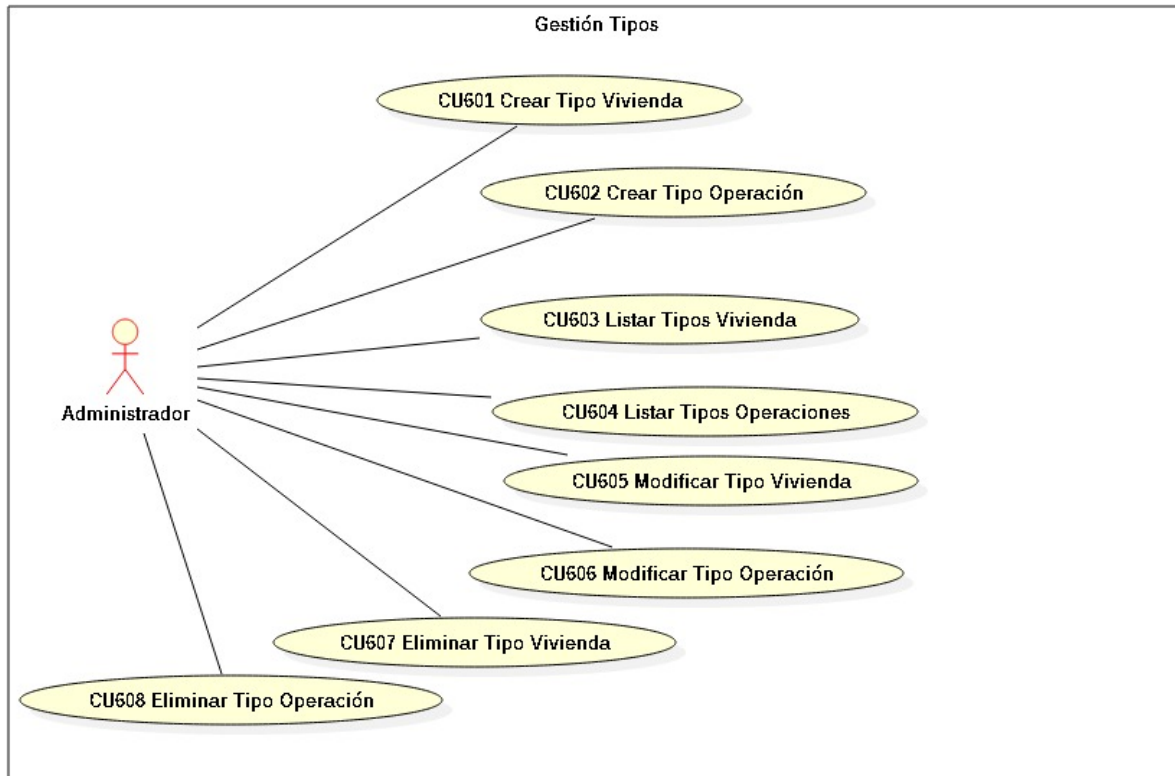 Gestión Tipos
CU601 Crear Tipo Vivienda
CU602 Crear Tipo Operación
CU603 Listar Tipos Vivienda
Administrador
CU604 Listar Tipos Operaciones
CU605 Modificar Tipo Vivienda
CU606 Modificar Tipo Operación
CU607 Eliminar Tipo Vivienda
CU608 Eliminar Tipo Operación